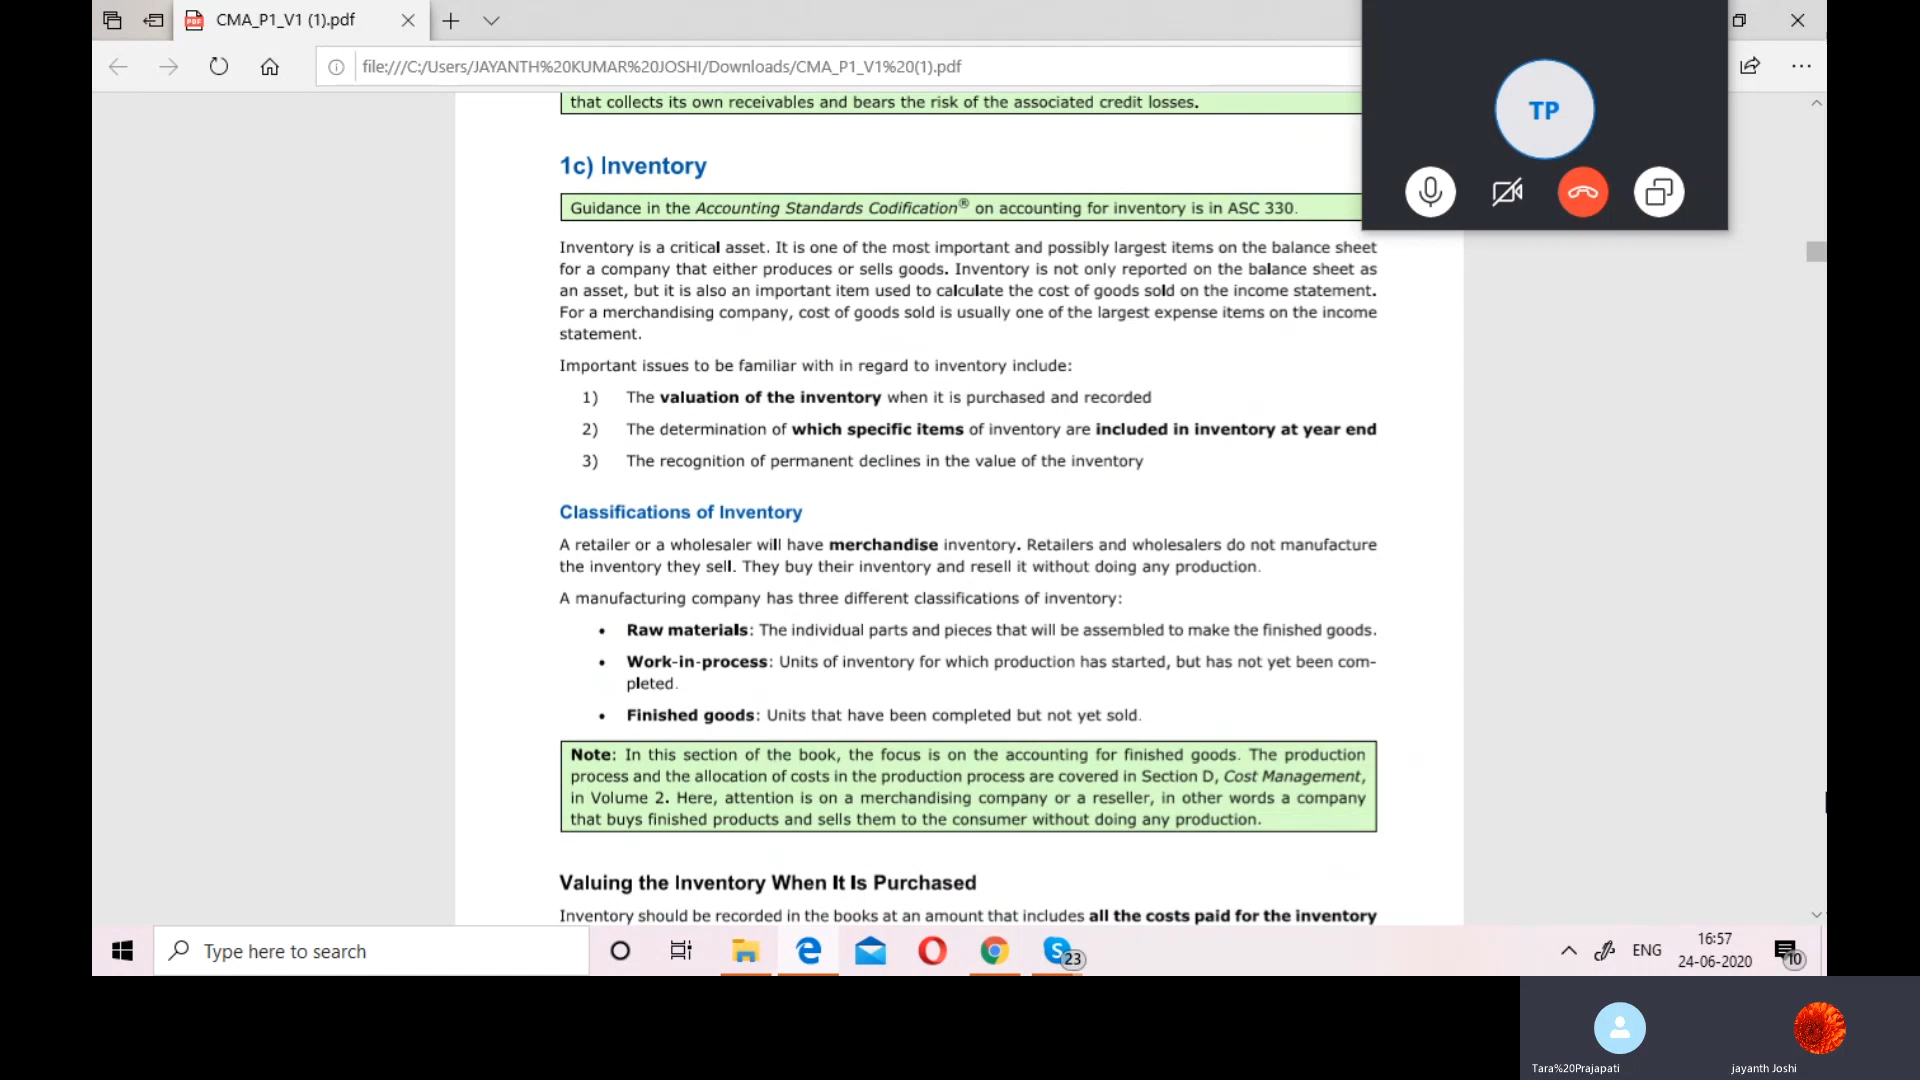 CMA_P1_V1 (1).pdf
file:///C:/Users/JAYANTH%20KUMAR%20JOSHI/Downloads/CMA_P1_V1%20(1).pdf
TP
that collects its own receivables and bears the risk of the associated credit losses.
1c) Inventory
Guidance in the Accounting Standards Codification® on accounting for inventory is in ASC 330.
Inventory is a critical asset. It is one of the most important and possibly largest items on the balance sheet
for a company that either produces or sells goods. Inventory is not only reported on the balance sheet as
an asset, but it is also an important item used to calculate the cost of goods sold on the income statement.
For a merchandising company, cost of goods sold is usually one of the largest expense items on the income
statement.
Important issues to be familiar with in regard to inventory include:
1) The valuation of the inventory when it is purchased and recorded
2) The determination of which specific items of inventory are included in inventory at year end
3) The recognition of permanent declines in the value of the inventory
Classifications of Inventory
A retailer or a wholesaler will have merchandise inventory. Retailers and wholesalers do not manufacture
the inventory they sell. They buy their inventory and resell it without doing any production.
A manufacturing company has three different classifications of inventory:
• Raw materials: The individual parts and pieces that will be assembled to make the finished goods.
• Work-in-process: Units of inventory for which production has started, but has not yet been com-
pleted.
• Finished goods: Units that have been completed but not yet sold.
Note: In this section of the book, the focus is on the accounting for finished goods. The production
process and the allocation of costs in the production process are covered in Section D, Cost Management,
in Volume 2. Here, attention is on a merchandising company or a reseller, in other words a company
that buys finished products and sells them to the consumer without doing any production.
Valuing the Inventory When It Is Purchased
Inventory should be recorded in the books at an amount that includes all the costs paid for the inventory
Type here to search
23
ENG
16:57
24-06-2020
10
Tara%20Prajapati
jayanth Joshi